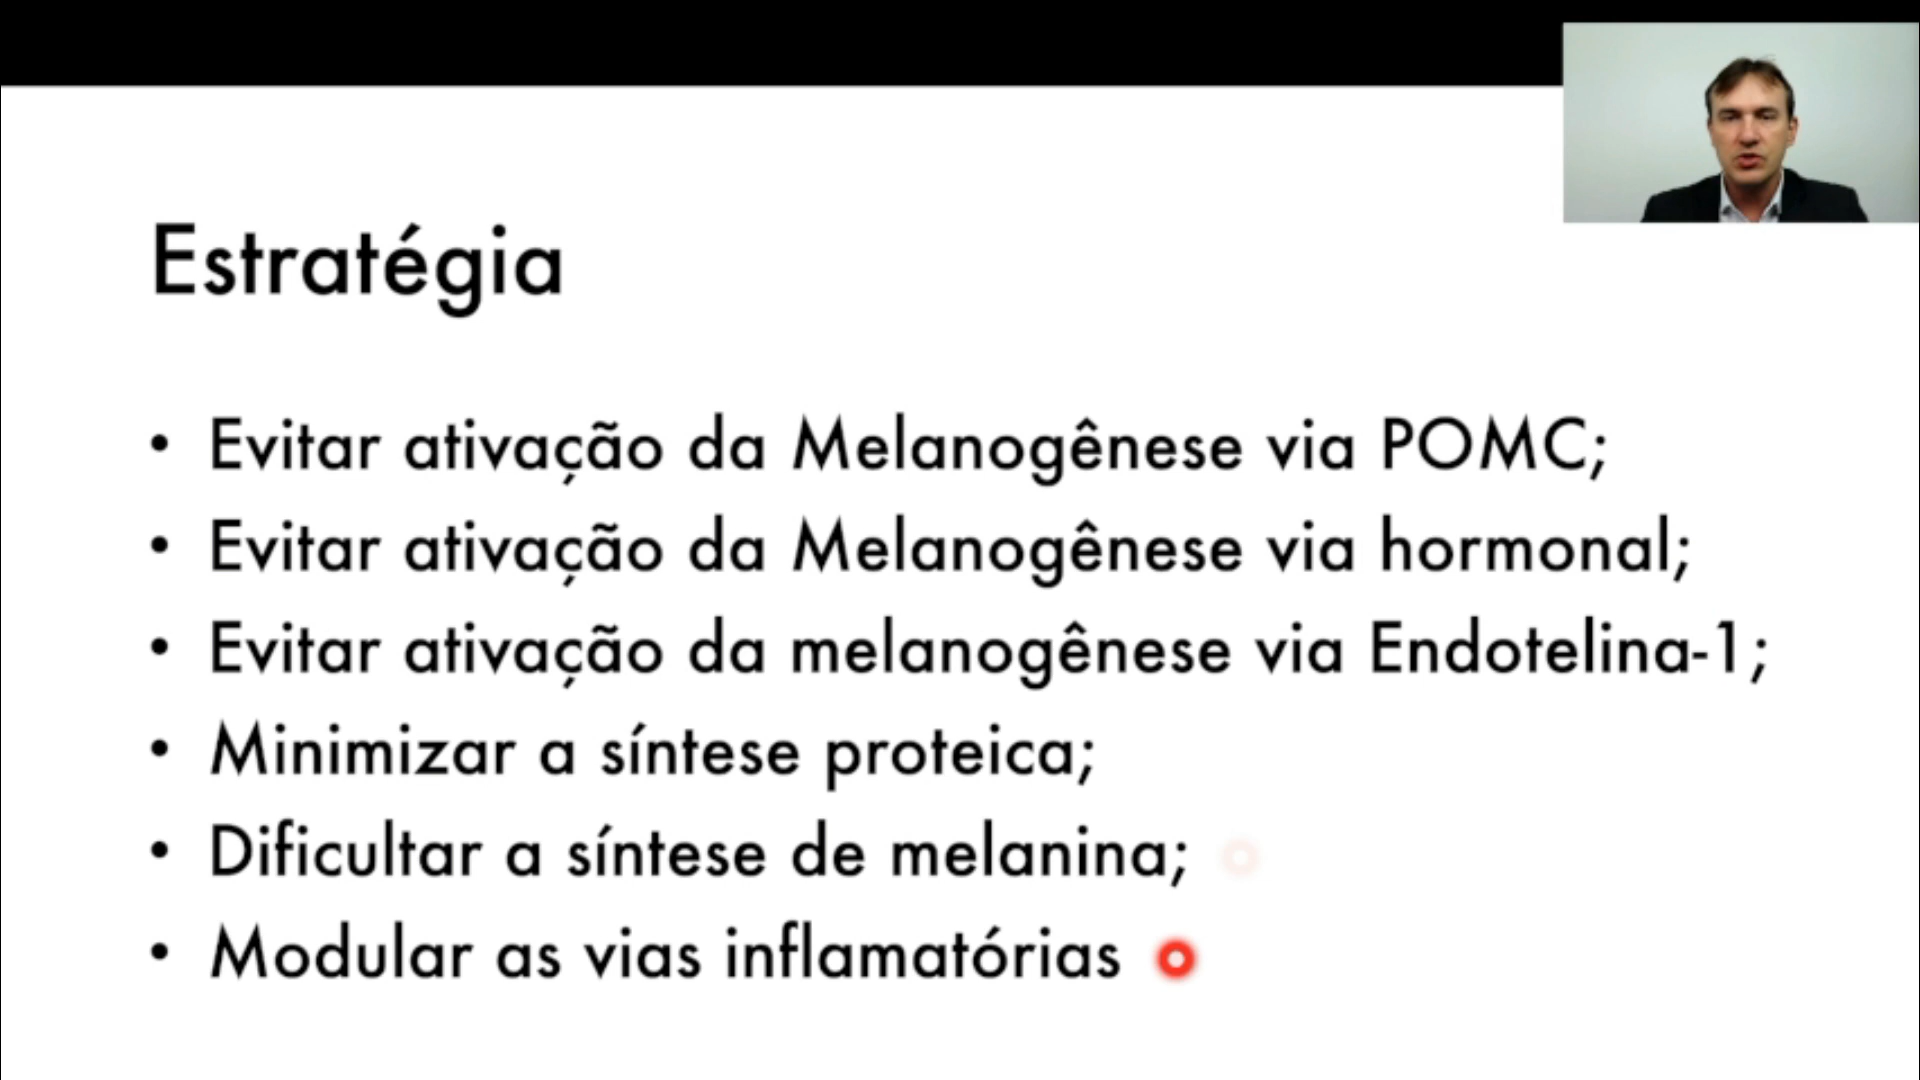 Estratégia
• Evitar ativação da Melanogênese via POMC;
• Evitar ativação da Melanogênese via hormonal;
• Evitar ativação da melanogênese via Endotelina-1;
• Minimizar a síntese proteica;
• Dificultar a síntese de melanina;
• Modular as vias inflamatórias